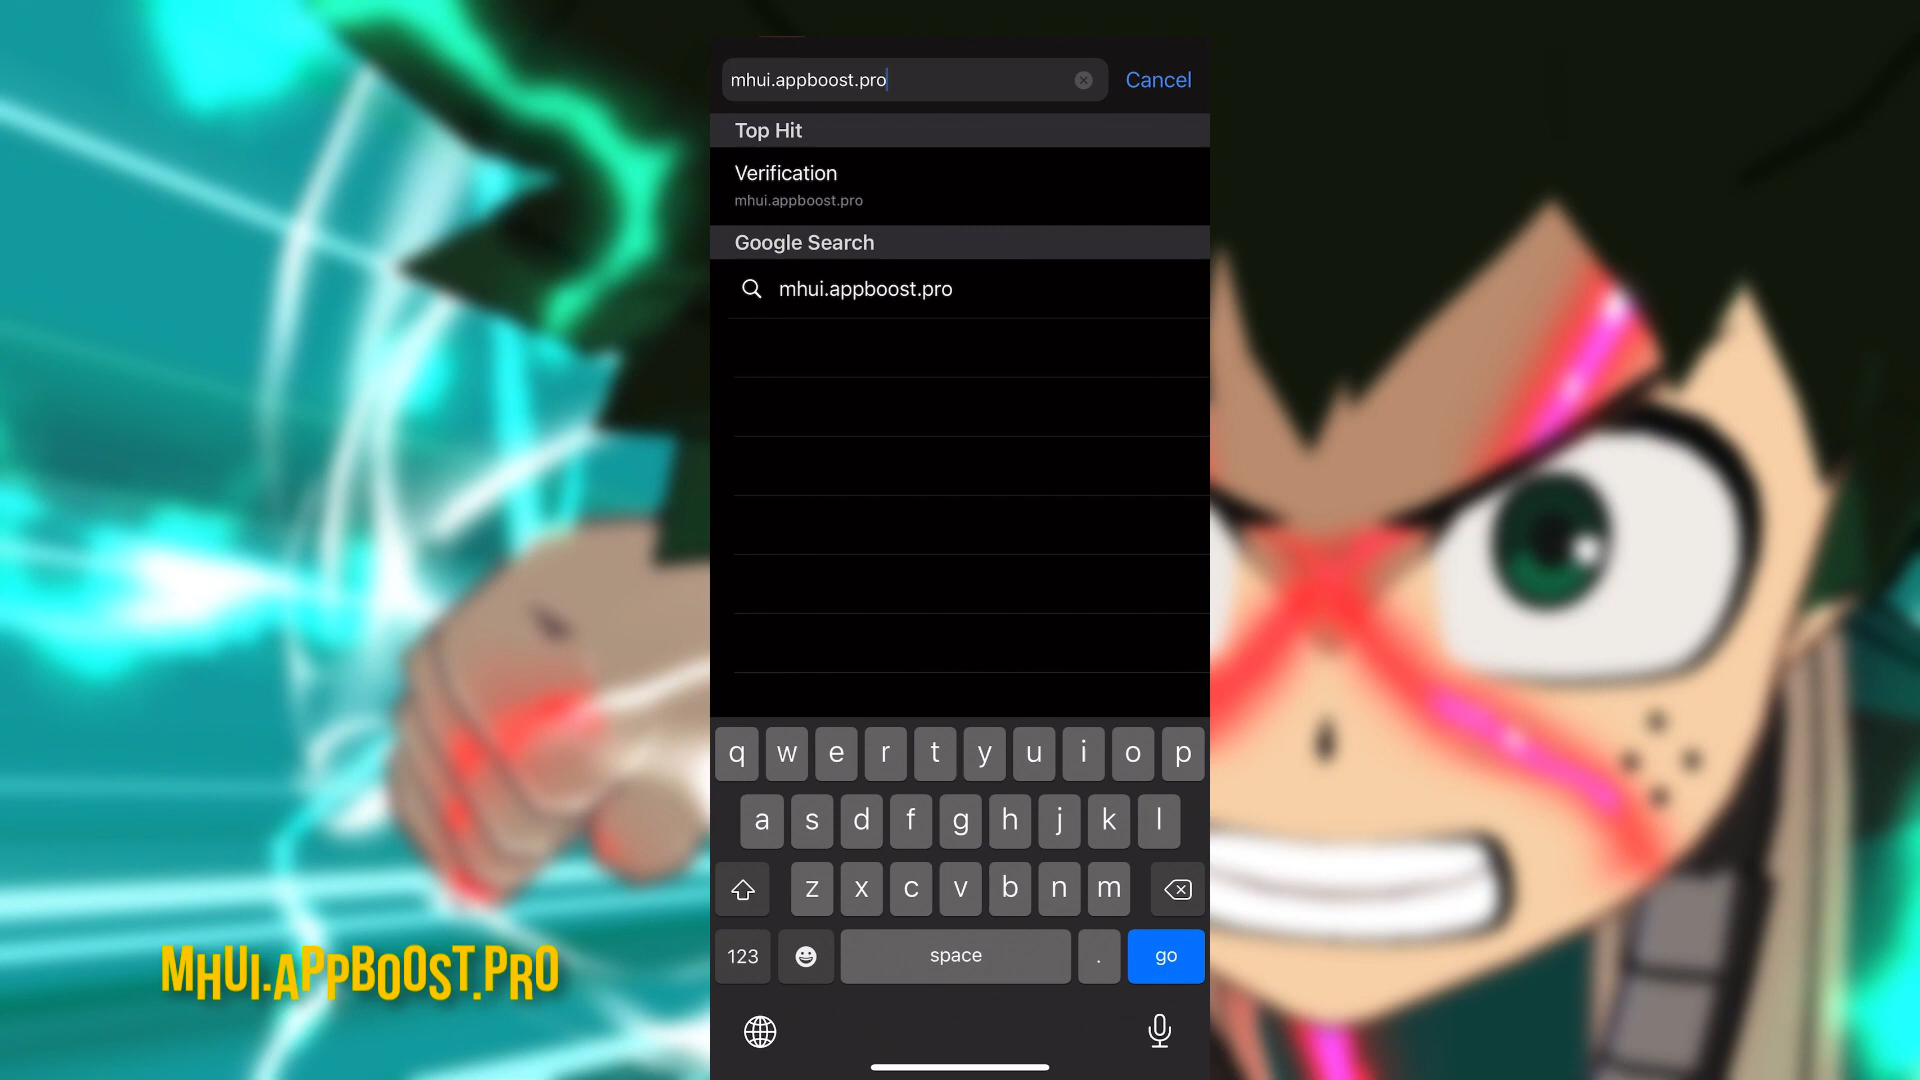 mhui.appboost.pro
Cancel
Top Hit
Verification
mhui.appboost.pro
Google Search
mhui.appboost.pro
q w e r t y u i o p
a s d f g h j k l
z x c v b n m
123 space . go
MHUI.APPBOOST.PRO